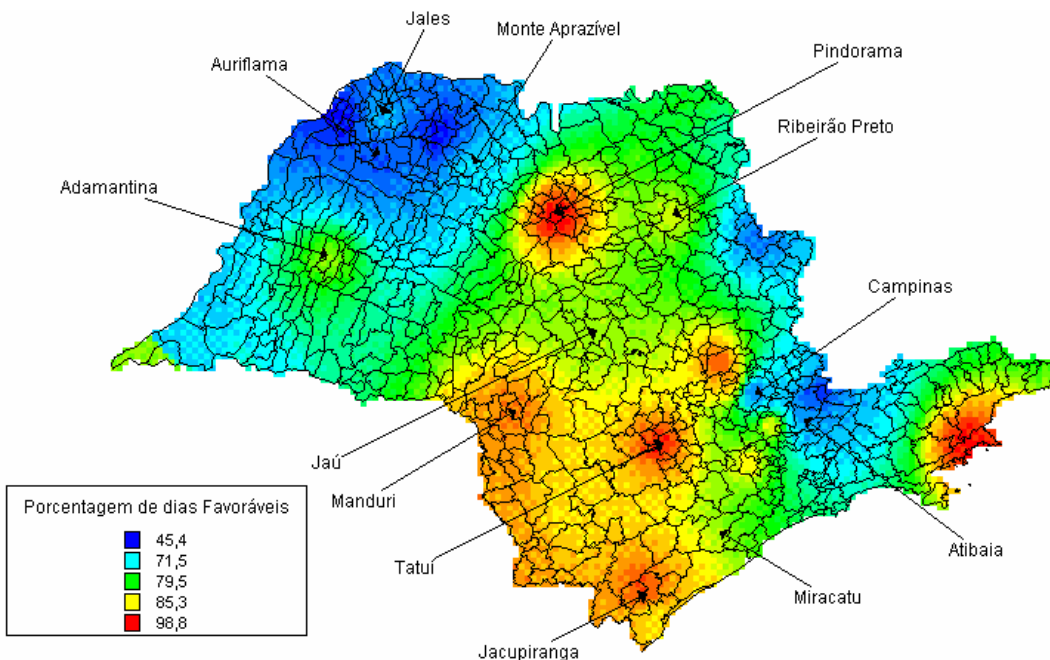 Jales
Monte Aprazível
Auriflama
Pindorama
Ribeirão Preto
Adamantina
Campinas
Jaú
Manduri
Tatuí
Atibaia
Miracatu
Jacupiranga
Porcentagem de dias Favoráveis
45,4
71,5
79,5
85,3
98,8